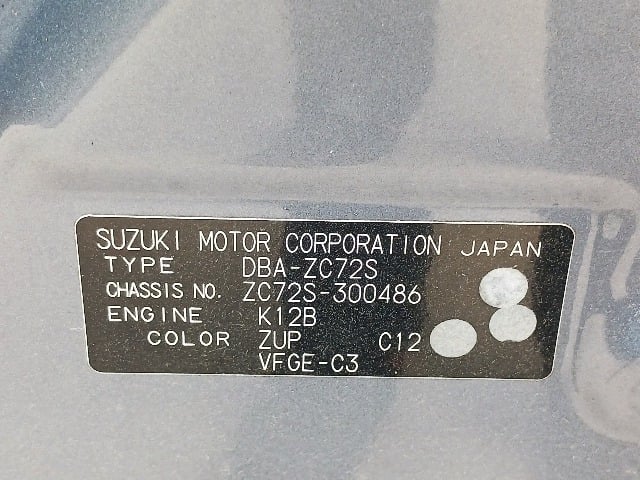 SUZUKI MOTOR CORPORATION JAPAN
TYPE DBA-ZC72S
CHASSIS NO. ZC72S-300486
ENGINE K12B
COLOR ZUP C12
VFGE-C3